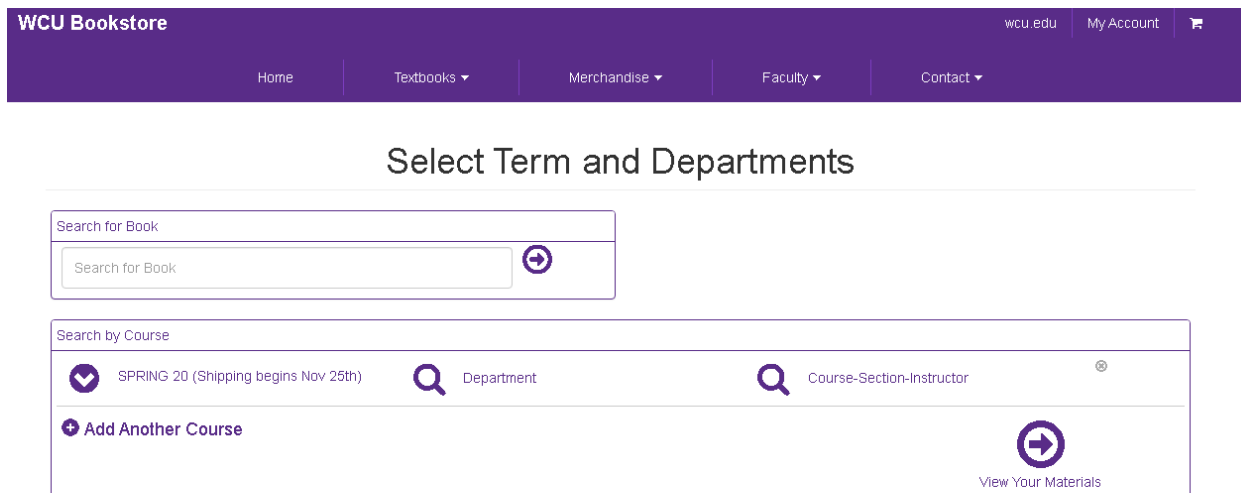 WCU Bookstore wcu.edu My Account
Home Textbooks Merchandise Faculty Contact
Select Term and Departments
Search for Book
Search for Book
Search by Course
SPRING 20 (Shipping begins Nov 25th) Department Course-Section-Instructor
Add Another Course
View Your Materials